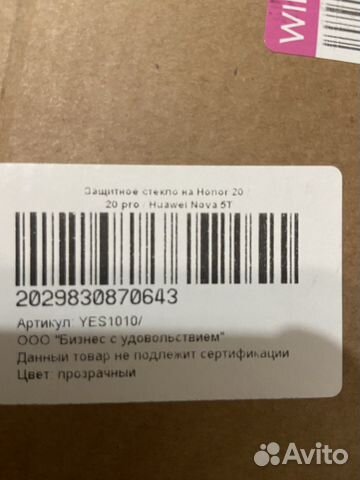 WIL
Защитное стекло на Honor 20 /
20 pro / Huawei Nova 5T
2029830870643
Артикул: YES1010/
ООО "Бизнес с удовольствием"
Данный товар не подлежит сертификации
Цвет: прозрачный
Avito